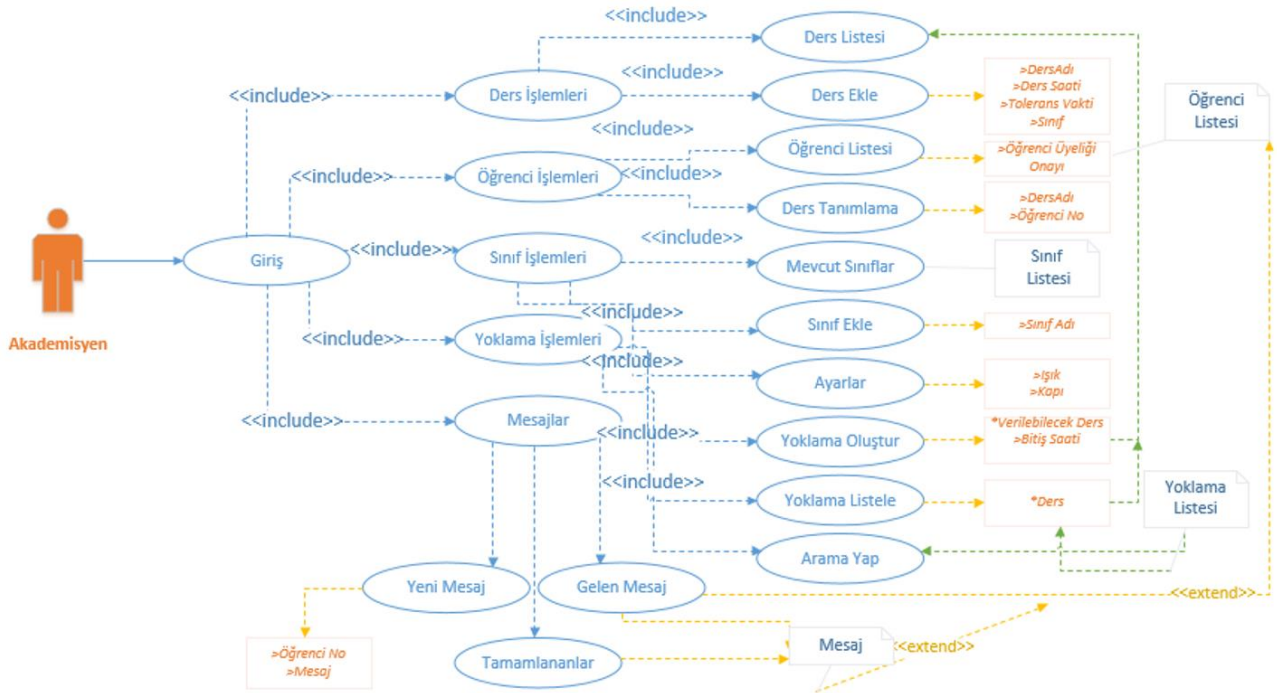 <<include>>
Ders Listesi
<<include>>
Ders İşlemleri
<<include>>
Ders Ekle
>DersAdı
>Ders Saati
>Tolerans Vakti
>Sınıf
Öğrenci
Listesi
<<include>>
Öğrenci Listesi
>Öğrenci Üyeliği
Onayı
<<include>>
Öğrenci İşlemleri
<<include>>
Ders Tanımlama
>DersAdı
>Öğrenci No
Akademisyen
Giriş
<<include>>
Sınıf İşlemleri
<<include>>
Mevcut Sınıflar
Sınıf
Listesi
<<include>>
Sınıf Ekle
>Sınıf Adı
<<include>>
Yoklama İşlemleri
<<include>>
Ayarlar
>Işık
>Kapı
<<include>>
Mesajlar
<<include>>
Yoklama Oluştur
*Verilebilecek Ders
>Bitiş Saati
<<include>>
Yoklama Listele
*Ders
Yoklama
Listesi
Arama Yap
Yeni Mesaj
Gelen Mesaj
<<extend>>
>Öğrenci No
>Mesaj
Tamamlananlar
Mesaj
<<extend>>